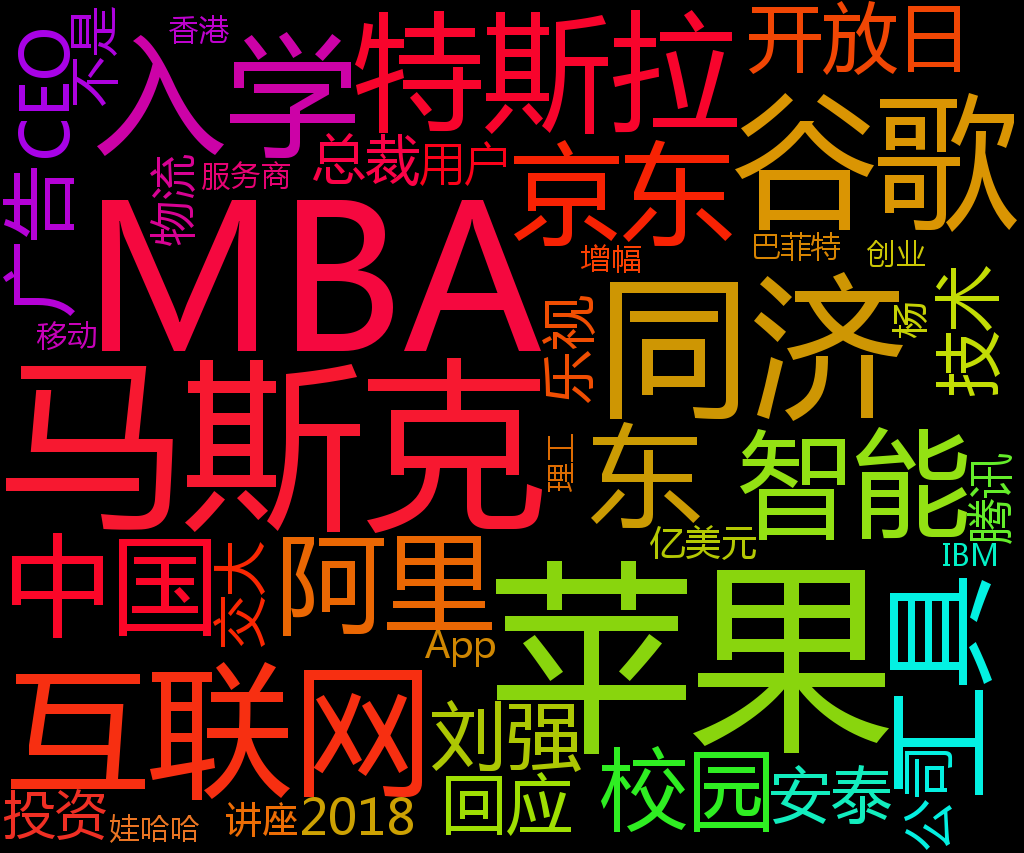 CEO
不是
香港
入学
特斯拉
开放日
谷歌
广告
物流
服务商
总裁
用户
京东
MBA
增幅
巴菲特
创业
移动
乐视
同济
杨
技术
马斯克
理工
东
智能
腾讯
中国
交大
阿里
亿美元
IBM
App
苹果
工具
互联网
刘强
回应
校园
安泰
公司
投资
娃哈哈
讲座
2018